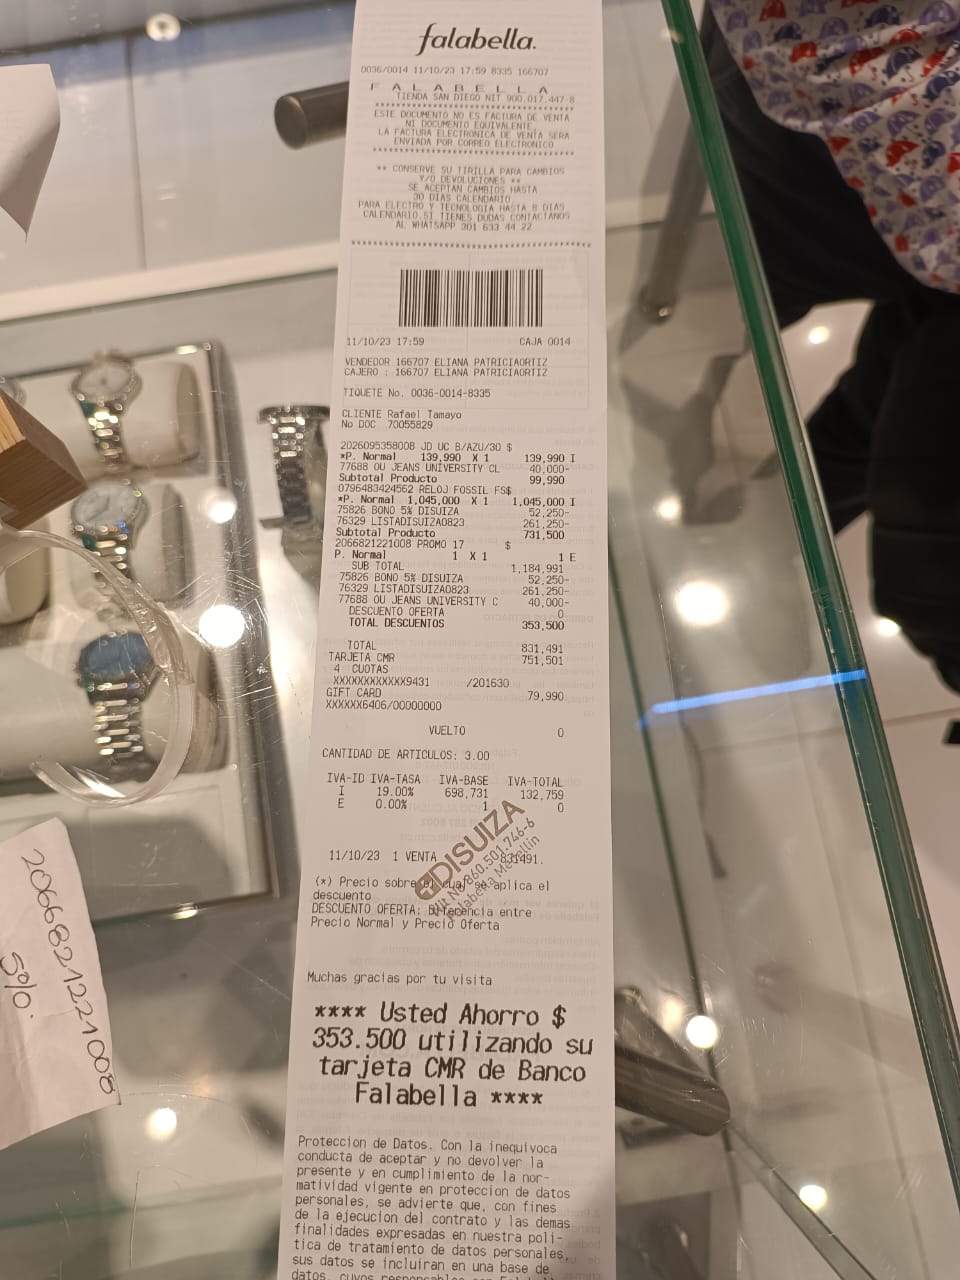 falabella.
0036/0014 11/10/23 17:59 8335 166707
F A L A B E L L A
TIENDA SAN DIEGO NIT 900.017.447-8
ESTE DOCUMENTO NO ES FACTURA DE VENTA
NI DOCUMENTO EQUIVALENTE
LA FACTURA ELECTRONICA DE VENTA SERA
ENVIADA POR CORREO ELECTRONICO
** CONSERVE SU TIRILLA PARA CAMBIOS
Y/O DEVOLUCIONES **
SE ACEPTAN CAMBIOS HASTA
30 DIAS CALENDARIO
PARA ELECTRO Y TECNOLOGIA HASTA 8 DIAS
CALENDARIO.SI TIENES DUDAS CONTACTANOS
AL WHATSAPP 301 633 44 22
11/10/23 17:59 CAJA 0014
VENDEDOR 166707 ELIANA PATRICIAORTIZ
CAJERO : 166707 ELIANA PATRICIAORTIZ
TIQUETE No. 0036-0014-8335
CLIENTE Rafael Tamayo
No DOC 70055829
2026095358008 JD UC B/AZU/30 $
*P. Normal 139,990 X 1 139,990 I
77688 OU JEANS UNIVERSITY CL 40,000-
Subtotal Producto 99,990
0796483424562 RELOJ FOSSIL FS$
*P. Normal 1,045,000 X 1 1,045,000 I
75826 BONO 5% DISUIZA 52,250-
76329 LISTADISUIZA0823 261,250-
Subtotal Producto 731,500
2066821221008 PROMO 17 $
P. Normal 1 X 1 1 E
SUB TOTAL 1,184,991
75826 BONO 5% DISUIZA 52,250-
76329 LISTADISUIZA0823 261,250-
77688 OU JEANS UNIVERSITY C 40,000-
DESCUENTO OFERTA 0
TOTAL DESCUENTOS 353,500
TOTAL 831,491
TARJETA CMR 751,501
4 CUOTAS
XXXXXXXXXXXX9431 /201630
GIFT CARD 79,990
XXXXXX6406/00000000
VUELTO 0
CANTIDAD DE ARTICULOS: 3.00
IVA-ID IVA-TASA IVA-BASE IVA-TOTAL
I 19.00% 698,731 132,759
E 0.00% 1 0
DISUIZA
Nit No 860.501.746-6
Falabella Medellín
11/10/23 1 VENTA 831491.
(*) Precio sobre el cual se aplica el
descuento
DESCUENTO OFERTA: Diferencia entre
Precio Normal y Precio Oferta
Muchas gracias por tu visita
**** Usted Ahorro $
353.500 utilizando su
tarjeta CMR de Banco
Falabella ****
Proteccion de Datos. Con la inequivoca
conducta de aceptar y no devolver la
presente y en cumplimiento de la nor-
matividad vigente en proteccion de datos
personales, se advierte que, con fines
de la ejecucion del contrato y las demas
finalidades expresadas en nuestra poli-
tica de tratamiento de datos personales,
sus datos se incluiran en una base de
datos, cuyos
2066821221008
5%.